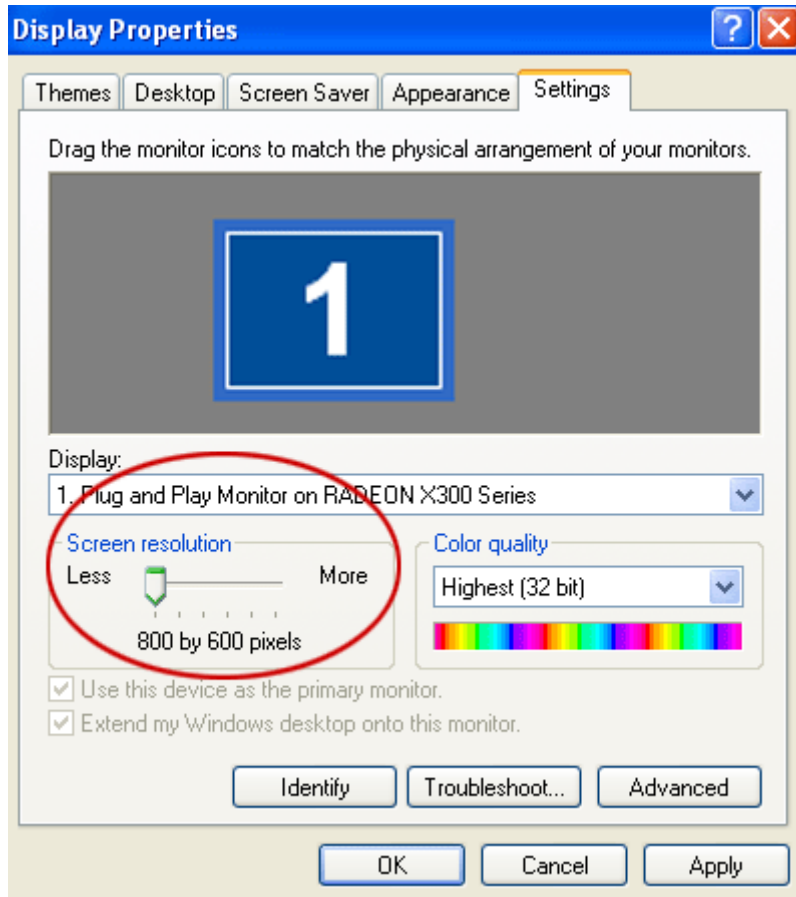 Display Properties
?
Themes Desktop Screen Saver Appearance Settings
Drag the monitor icons to match the physical arrangement of your monitors.
1
Display:
1. Plug and Play Monitor on RADEON X300 Series
Screen resolution
Less More
800 by 600 pixels
Color quality
Highest (32 bit)
Use this device as the primary monitor.
Extend my Windows desktop onto this monitor.
Identify Troubleshoot... Advanced
OK Cancel Apply